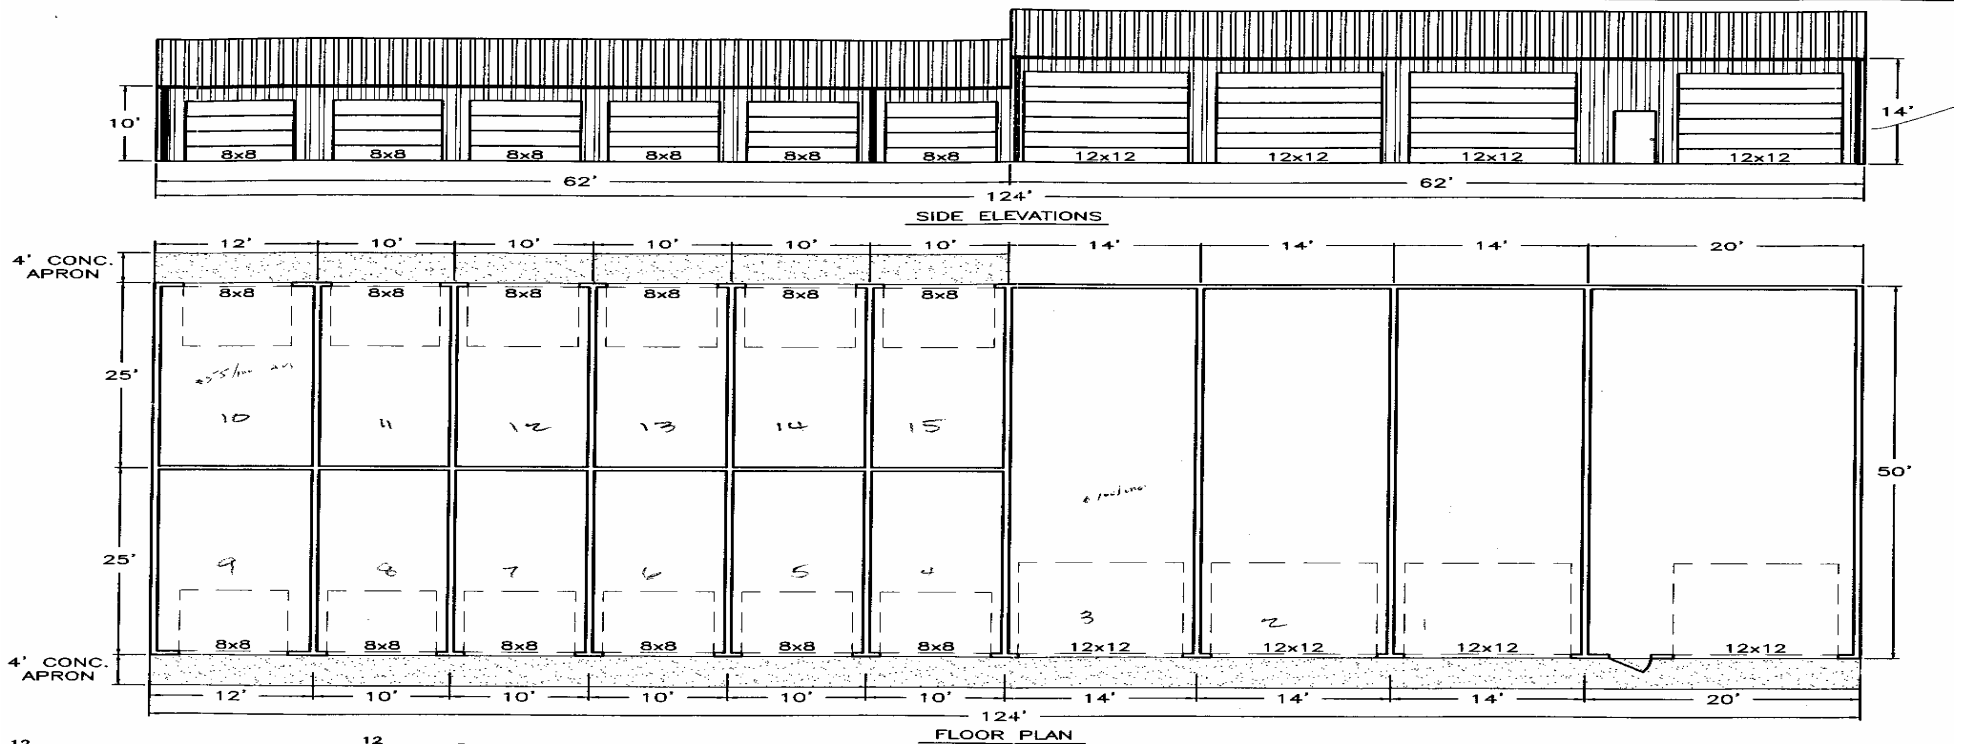 10'
8x8 8x8 8x8 8x8 8x8 8x8 12x12 12x12 12x12 12x12
14'
62' 62'
124'
SIDE ELEVATIONS
12' 10' 10' 10' 10' 10' 14' 14' 14' 20'
4' CONC.
APRON
8x8 8x8 8x8 8x8 8x8 8x8
25'
10 11 12 13 14 15
50'
25'
9 8 7 6 5 4
3 2 1
8x8 8x8 8x8 8x8 8x8 8x8 12x12 12x12 12x12 12x12
4' CONC.
APRON
12' 10' 10' 10' 10' 10' 14' 14' 14' 20'
124'
FLOOR PLAN
12 12